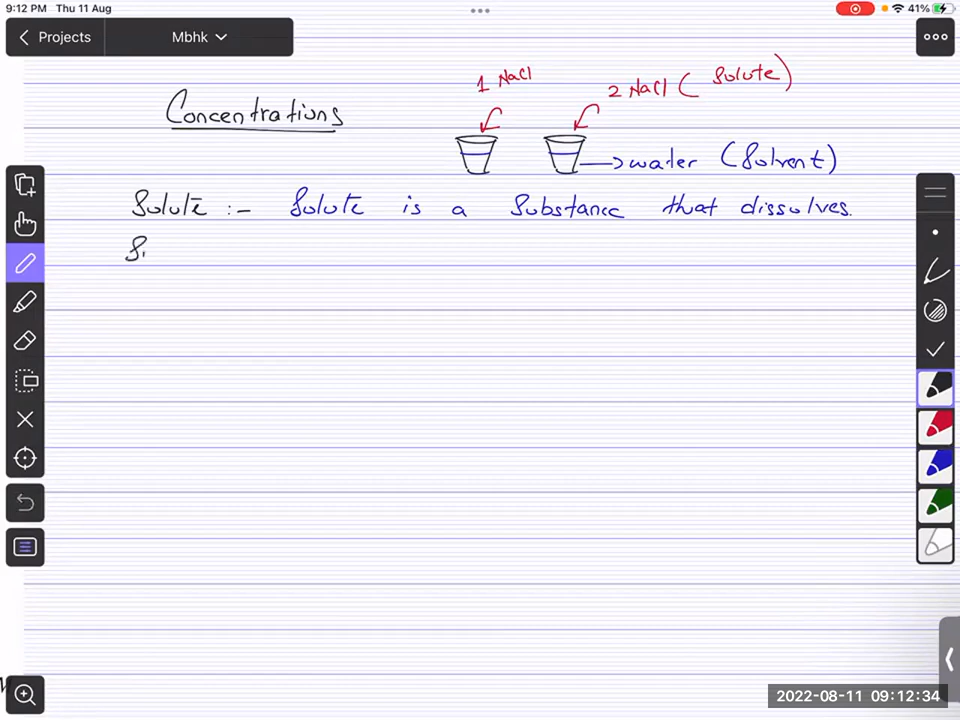 9:12 PM Thu 11 Aug
41%
Projects
Mbhk
1 NaCl
2 NaCl (Solute)
Concentrations
water (Solvent)
Solute :- Solute is a Substance that dissolves.
S
2022-08-11 09:12:34